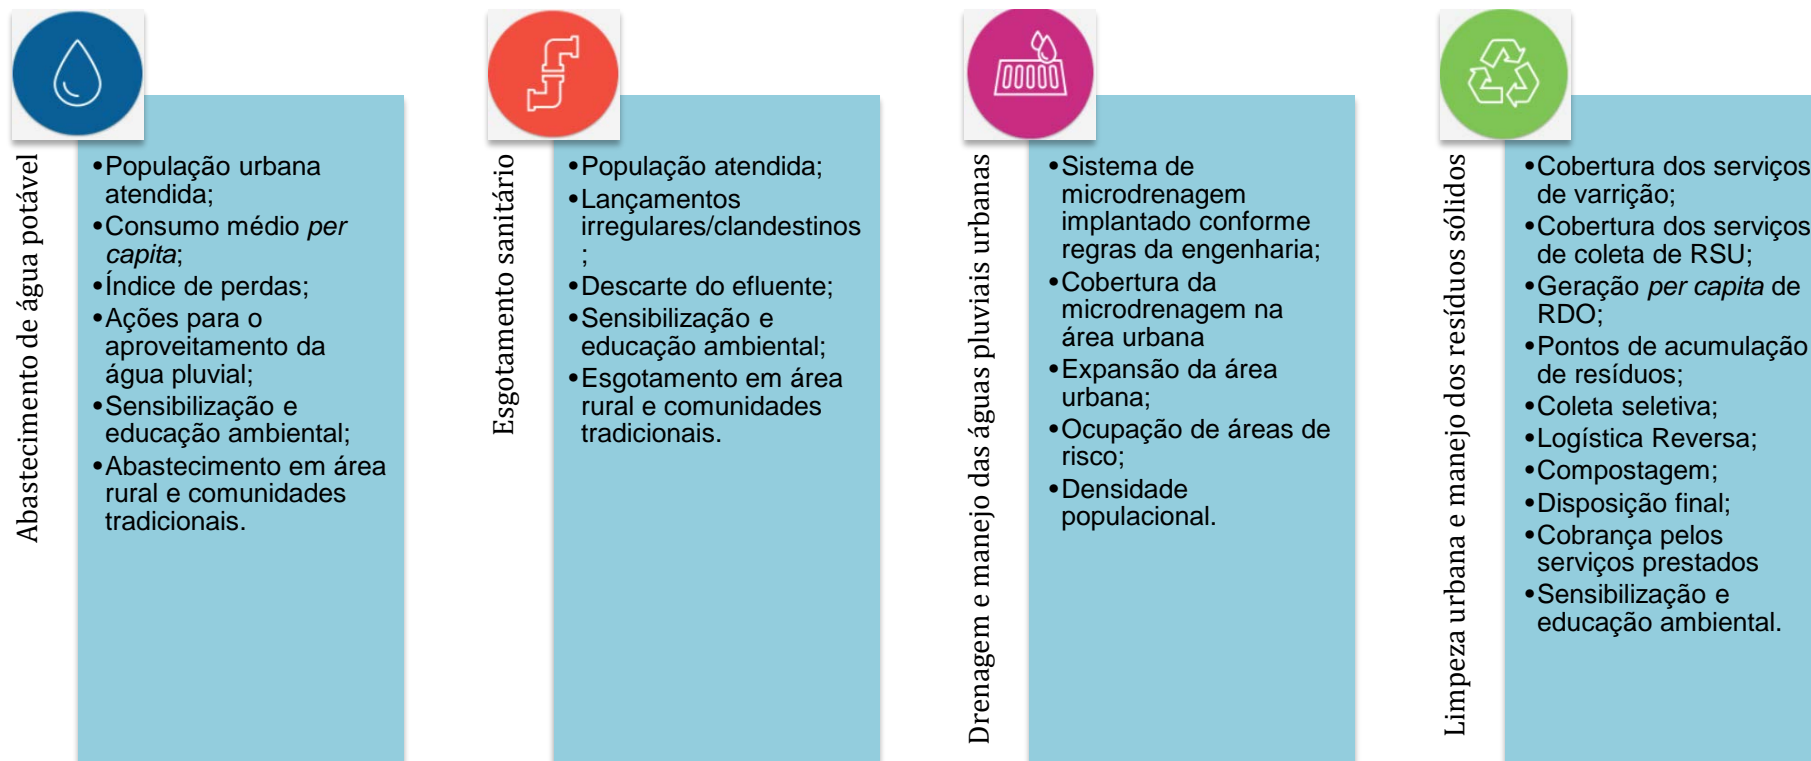 Abastecimento de água potável
•População urbana
atendida;
•Consumo médio per
capita;
•Índice de perdas;
•Ações para o
aproveitamento da
água pluvial;
•Sensibilização e
educação ambiental;
•Abastecimento em área
rural e comunidades
tradicionais.
Esgotamento sanitário
•População atendida;
•Lançamentos
irregulares/clandestinos
;
•Descarte do efluente;
•Sensibilização e
educação ambiental;
•Esgotamento em área
rural e comunidades
tradicionais.
Drenagem e manejo das águas pluviais urbanas
•Sistema de
microdrenagem
implantado conforme
regras da engenharia;
•Cobertura da
microdrenagem na
área urbana
•Expansão da área
urbana;
•Ocupação de áreas de
risco;
•Densidade
populacional.
Limpeza urbana e manejo dos resíduos sólidos
•Cobertura dos serviços
de varrição;
•Cobertura dos serviços
de coleta de RSU;
•Geração per capita de
RDO;
•Pontos de acumulação
de resíduos;
•Coleta seletiva;
•Logística Reversa;
•Compostagem;
•Disposição final;
•Cobrança pelos
serviços prestados
•Sensibilização e
educação ambiental.